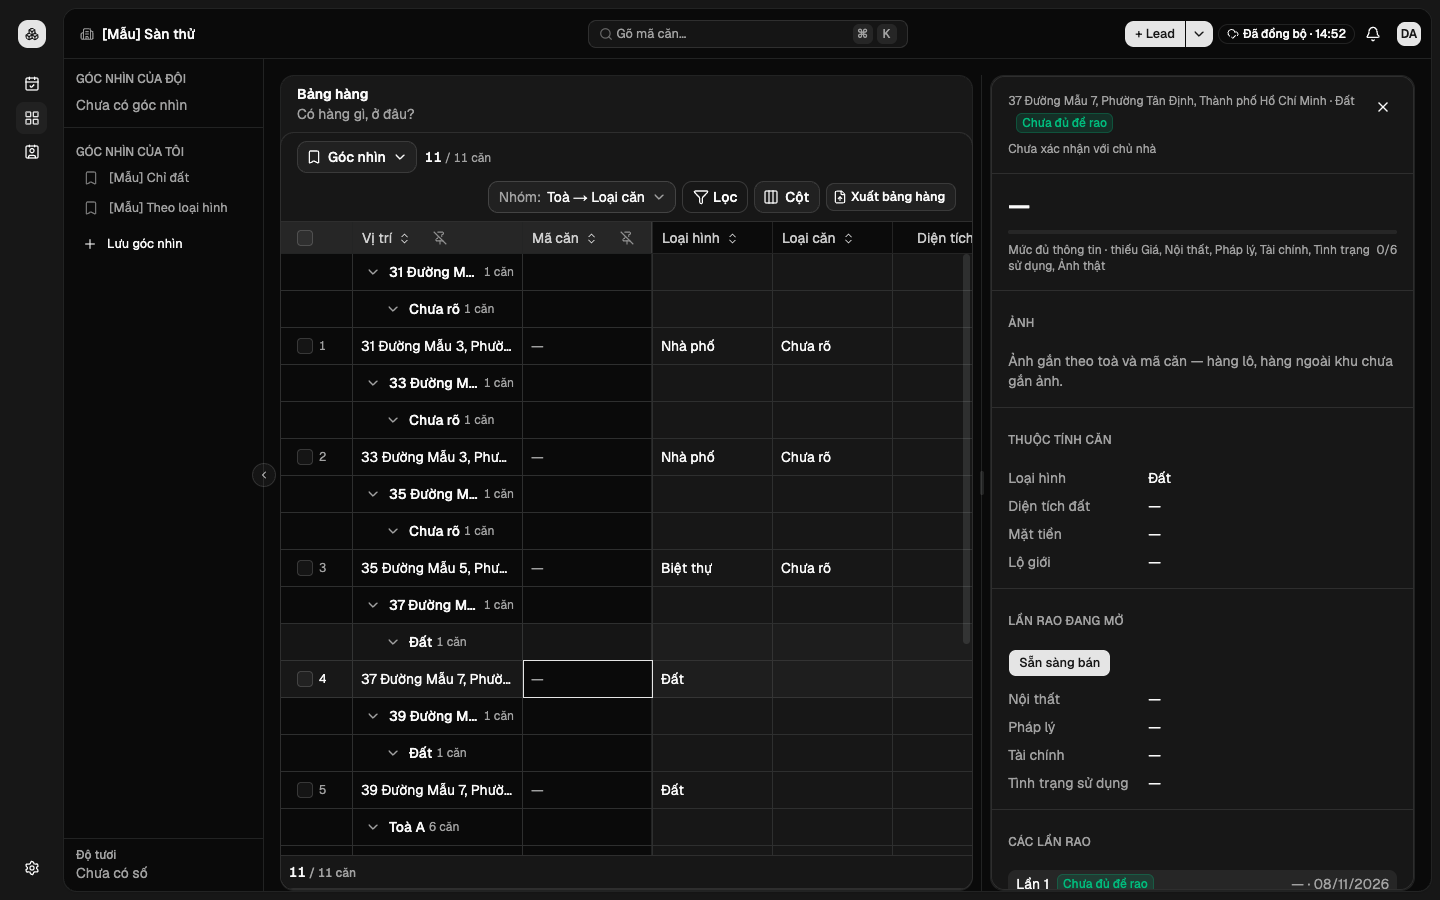 [Mẫu] Sàn thử
Gõ mã căn...
⌘ K
+ Lead
Đã đồng bộ · 14:52
DA
GÓC NHÌN CỦA ĐỘI
Chưa có góc nhìn
GÓC NHÌN CỦA TÔI
[Mẫu] Chỉ đất
[Mẫu] Theo loại hình
Lưu góc nhìn
Độ tươi
Chưa có số
Bảng hàng
Có hàng gì, ở đâu?
Góc nhìn
11 / 11 căn
Nhóm: Toà → Loại căn
Lọc
Cột
Xuất bảng hàng
Vị trí Mã căn Loại hình Loại căn Diện tích
31 Đường M... 1 căn
Chưa rõ 1 căn
1 31 Đường Mẫu 3, Phườ... — Nhà phố Chưa rõ
33 Đường M... 1 căn
Chưa rõ 1 căn
2 33 Đường Mẫu 3, Phư... — Nhà phố Chưa rõ
35 Đường M... 1 căn
Chưa rõ 1 căn
3 35 Đường Mẫu 5, Phư... — Biệt thự Chưa rõ
37 Đường M... 1 căn
Đất 1 căn
4 37 Đường Mẫu 7, Phườ... — Đất
39 Đường M... 1 căn
Đất 1 căn
5 39 Đường Mẫu 7, Phườ... — Đất
Toà A 6 căn
11 / 11 căn
37 Đường Mẫu 7, Phường Tân Định, Thành phố Hồ Chí Minh · Đất
Chưa đủ để rao
Chưa xác nhận với chủ nhà
—
Mức đủ thông tin · thiếu Giá, Nội thất, Pháp lý, Tài chính, Tình trạng 0/6
sử dụng, Ảnh thật
ẢNH
Ảnh gắn theo toà và mã căn — hàng lô, hàng ngoài khu chưa
gắn ảnh.
THUỘC TÍNH CĂN
Loại hình Đất
Diện tích đất —
Mặt tiền —
Lộ giới —
LẦN RAO ĐANG MỞ
Sẵn sàng bán
Nội thất —
Pháp lý —
Tài chính —
Tình trạng sử dụng —
CÁC LẦN RAO
Lần 1 Chưa đủ để rao — · 08/11/2026